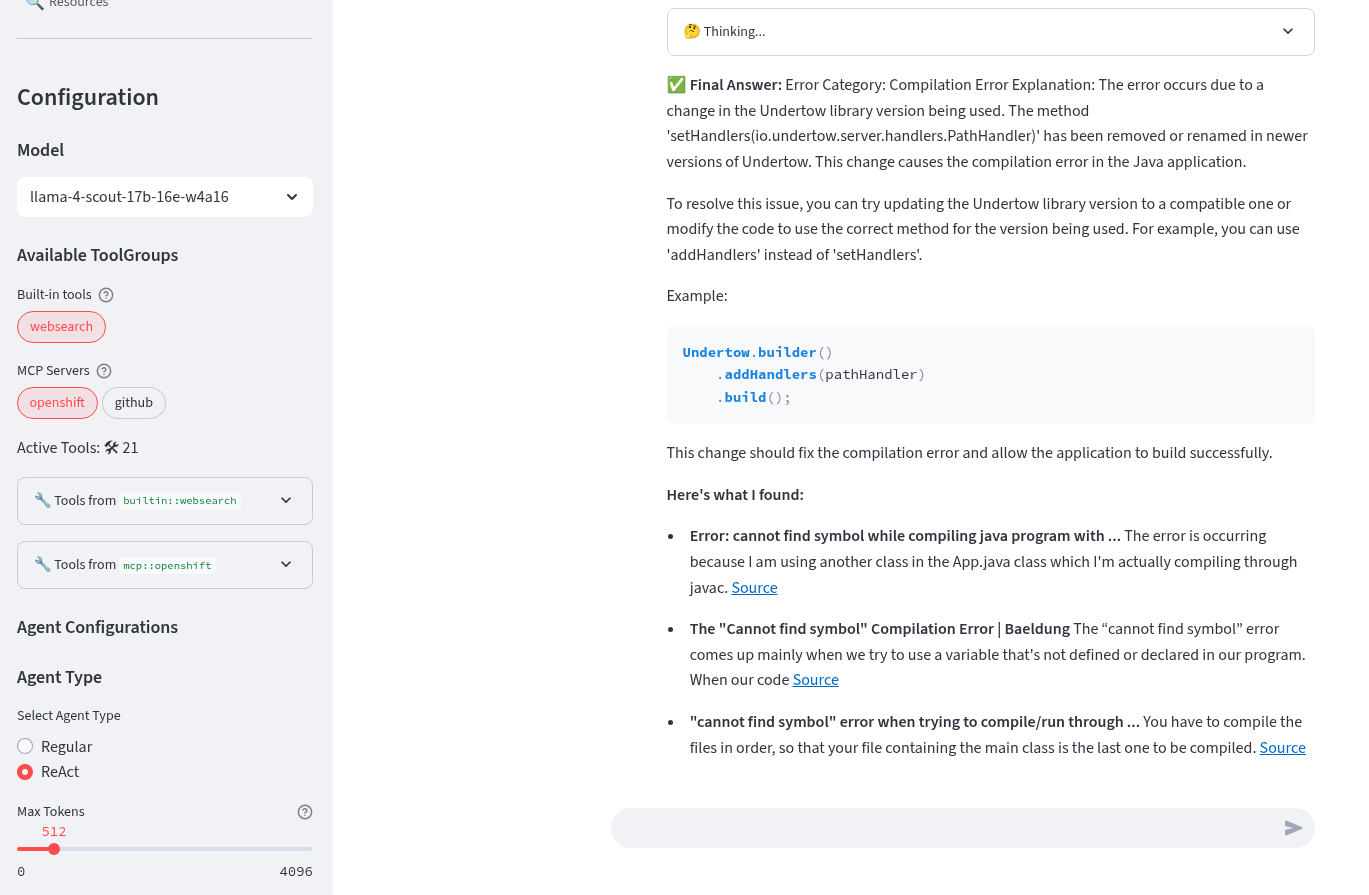 🔍 Resources
Configuration
Model
llama-4-scout-17b-16e-w4a16
Available ToolGroups
Built-in tools
websearch
MCP Servers
openshift github
Active Tools: 🛠 21
🔧 Tools from builtin::websearch
🔧 Tools from mcp::openshift
Agent Configurations
Agent Type
Select Agent Type
Regular
ReAct
Max Tokens
512
0 4096
🤔 Thinking...
✅ Final Answer: Error Category: Compilation Error Explanation: The error occurs due to a
change in the Undertow library version being used. The method
'setHandlers(io.undertow.server.handlers.PathHandler)' has been removed or renamed in newer
versions of Undertow. This change causes the compilation error in the Java application.
To resolve this issue, you can try updating the Undertow library version to a compatible one or
modify the code to use the correct method for the version being used. For example, you can use
'addHandlers' instead of 'setHandlers'.
Example:
Undertow.builder()
    .addHandlers(pathHandler)
    .build();
This change should fix the compilation error and allow the application to build successfully.
Here's what I found:
• Error: cannot find symbol while compiling java program with ... The error is occurring
because I am using another class in the App.java class which I'm actually compiling through
javac. Source
• The "Cannot find symbol" Compilation Error | Baeldung The “cannot find symbol” error
comes up mainly when we try to use a variable that's not defined or declared in our program.
When our code Source
• "cannot find symbol" error when trying to compile/run through ... You have to compile the
files in order, so that your file containing the main class is the last one to be compiled. Source